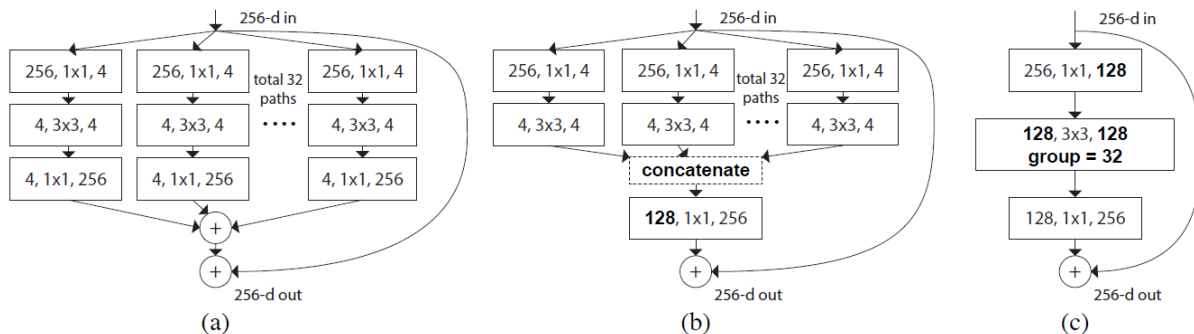 256-d in
256, 1x1, 4
256, 1x1, 4
256, 1x1, 4
total 32
paths
....
4, 3x3, 4
4, 3x3, 4
4, 3x3, 4
4, 1x1, 256
4, 1x1, 256
4, 1x1, 256
+
+
256-d out
(a)
256-d in
256, 1x1, 4
256, 1x1, 4
256, 1x1, 4
total 32
paths
....
4, 3x3, 4
4, 3x3, 4
4, 3x3, 4
concatenate
128, 1x1, 256
+
256-d out
(b)
256-d in
256, 1x1, 128
128, 3x3, 128
group = 32
128, 1x1, 256
+
256-d out
(c)